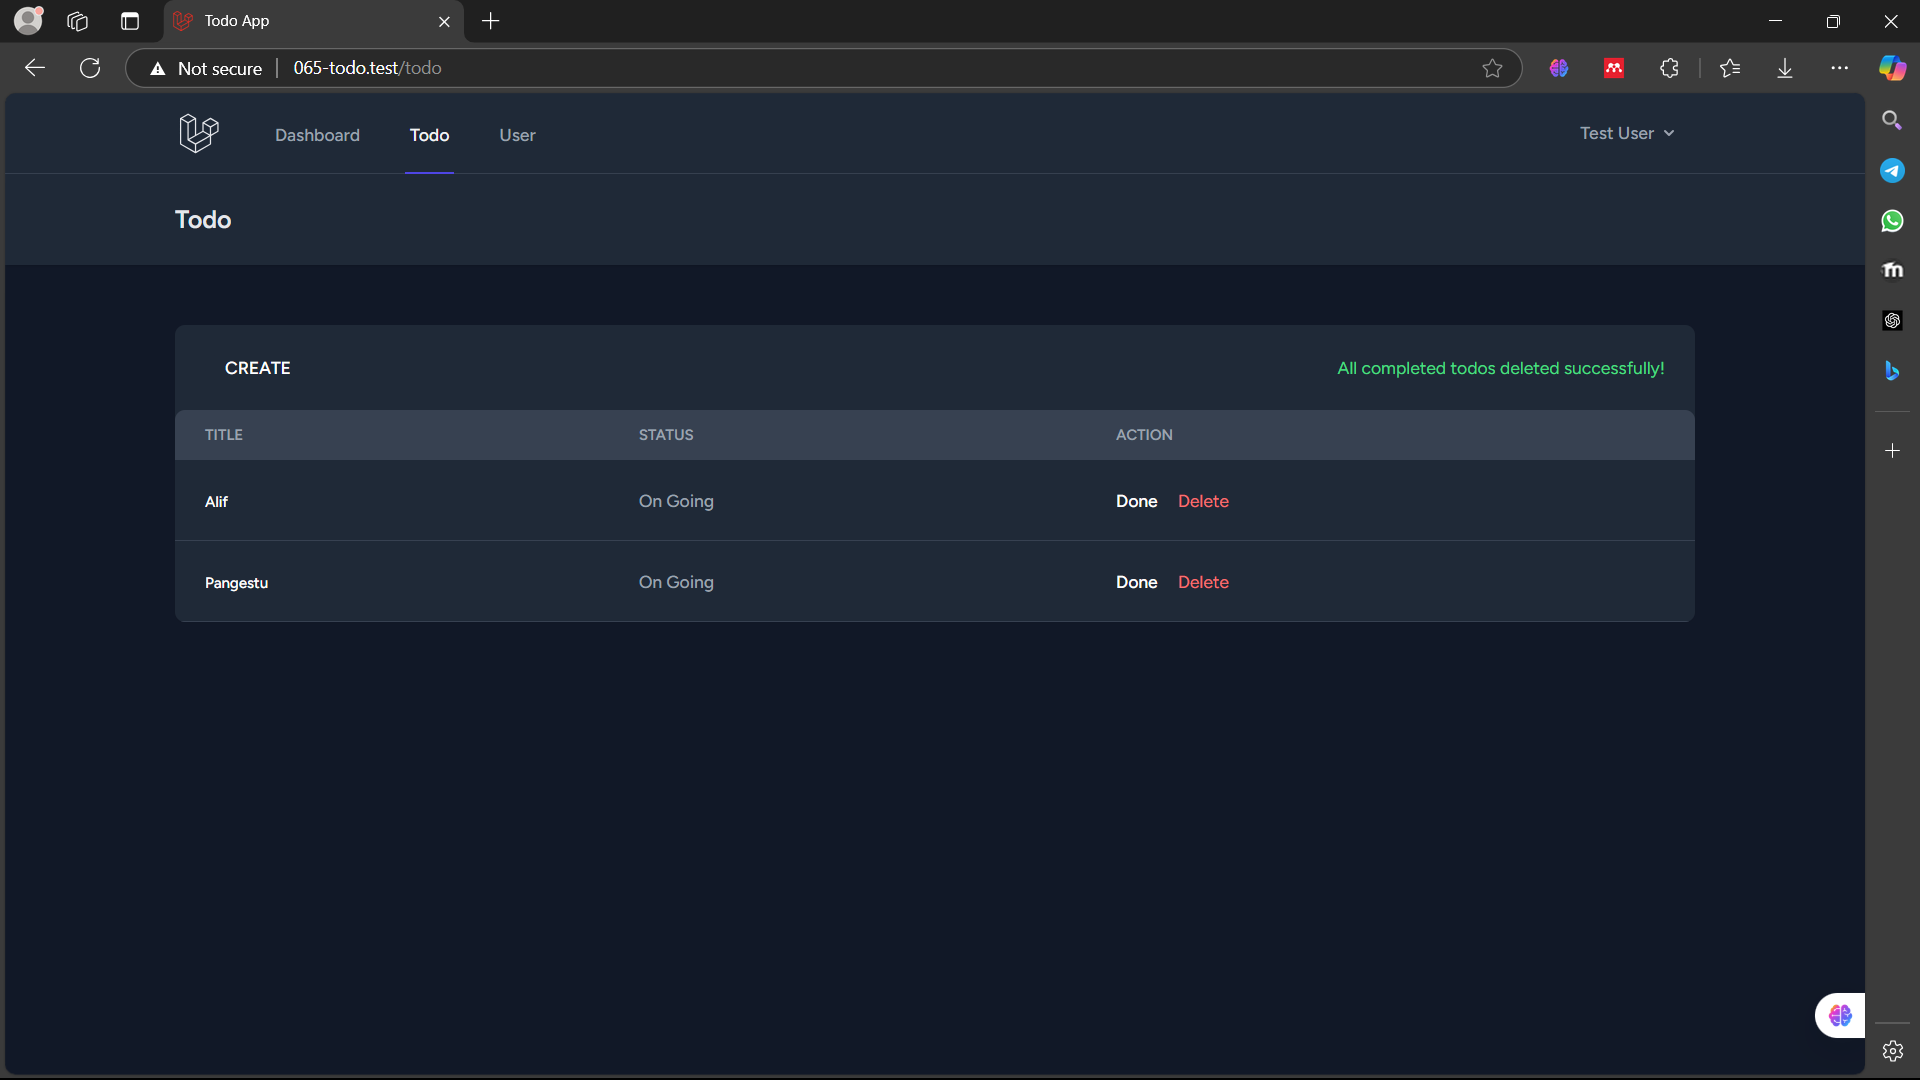 Todo App
Not secure 065-todo.test/todo
Dashboard Todo User Test User
Todo
CREATE All completed todos deleted successfully!
TITLE STATUS ACTION
Alif On Going Done Delete
Pangestu On Going Done Delete